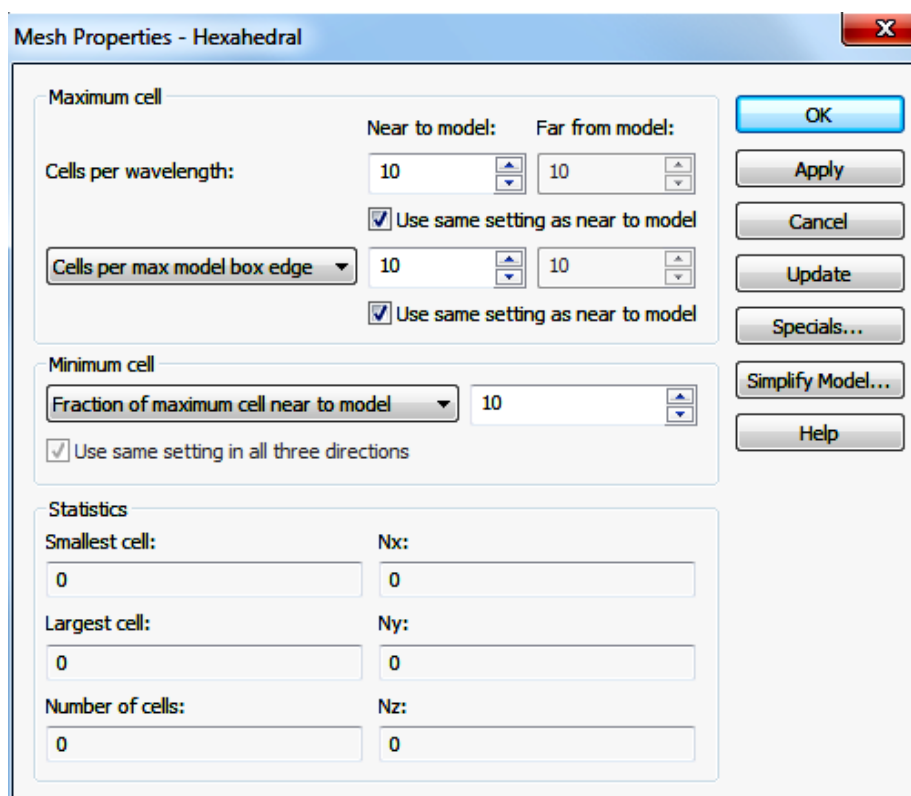 Mesh Properties - Hexahedral
X
Maximum cell
Near to model: Far from model:
Cells per wavelength: 10 10
Use same setting as near to model
Cells per max model box edge 10 10
Use same setting as near to model
Minimum cell
Fraction of maximum cell near to model 10
Use same setting in all three directions
Statistics
Smallest cell: Nx:
0 0
Largest cell: Ny:
0 0
Number of cells: Nz:
0 0
OK
Apply
Cancel
Update
Specials...
Simplify Model...
Help